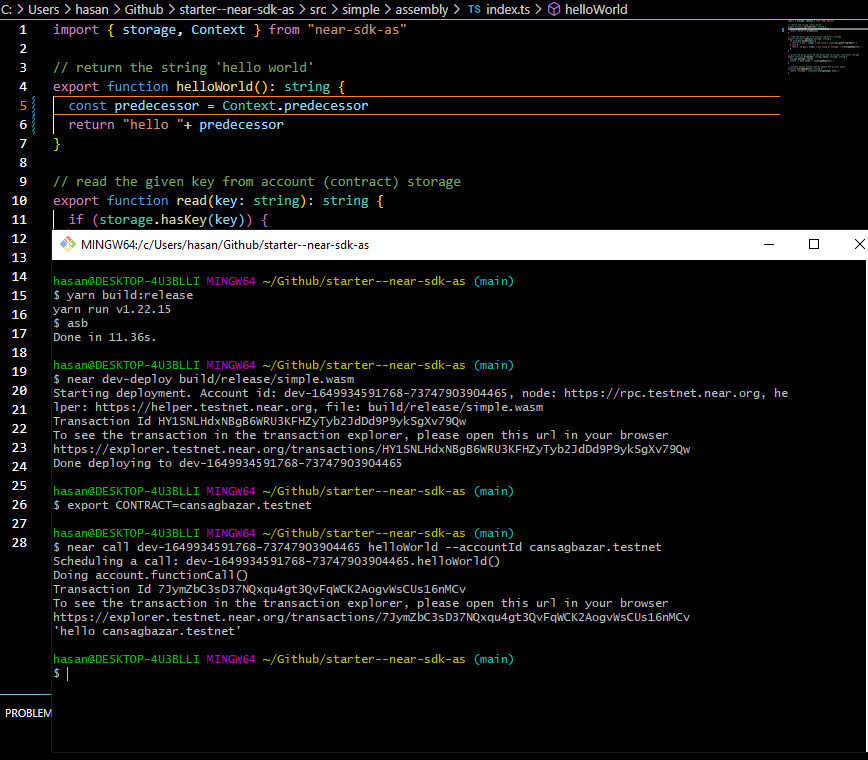 C: > Users > hasan > Github > starter--near-sdk-as > src > simple > assembly > TS index.ts > helloWorld
1 import { storage, Context } from "near-sdk-as"
2
3 // return the string 'hello world'
4 export function helloWorld(): string {
5 const predecessor = Context.predecessor
6 return "hello "+ predecessor
7 }
8
9 // read the given key from account (contract) storage
10 export function read(key: string): string {
11 if (storage.hasKey(key)) {
12
13
14
15
16
17
18
19
20
21
22
23
24
25
26
27
28
MINGW64:/c/Users/hasan/Github/starter--near-sdk-as
hasan@DESKTOP-4U3BLLI MINGW64 ~/Github/starter--near-sdk-as (main)
$ yarn build:release
yarn run v1.22.15
$ asb
Done in 11.36s.
hasan@DESKTOP-4U3BLLI MINGW64 ~/Github/starter--near-sdk-as (main)
$ near dev-deploy build/release/simple.wasm
Starting deployment. Account id: dev-1649934591768-73747903904465, node: https://rpc.testnet.near.org, he
lper: https://helper.testnet.near.org, file: build/release/simple.wasm
Transaction Id HY1SNLHdxNBgB6WRU3KFHZyTyb2JdDd9P9ykSgXv79Qw
To see the transaction in the transaction explorer, please open this url in your browser
https://explorer.testnet.near.org/transactions/HY1SNLHdxNBgB6WRU3KFHZyTyb2JdDd9P9ykSgXv79Qw
Done deploying to dev-1649934591768-73747903904465
hasan@DESKTOP-4U3BLLI MINGW64 ~/Github/starter--near-sdk-as (main)
$ export CONTRACT=cansagbazar.testnet
hasan@DESKTOP-4U3BLLI MINGW64 ~/Github/starter--near-sdk-as (main)
$ near call dev-1649934591768-73747903904465 helloWorld --accountId cansagbazar.testnet
Scheduling a call: dev-1649934591768-73747903904465.helloWorld()
Doing account.functionCall()
Transaction Id 7JymZbC3sD37NQxqu4gt3QvFqWCK2AogvWsCUs16nMCv
To see the transaction in the transaction explorer, please open this url in your browser
https://explorer.testnet.near.org/transactions/7JymZbC3sD37NQxqu4gt3QvFqWCK2AogvWsCUs16nMCv
'hello cansagbazar.testnet'
hasan@DESKTOP-4U3BLLI MINGW64 ~/Github/starter--near-sdk-as (main)
$
PROBLEM